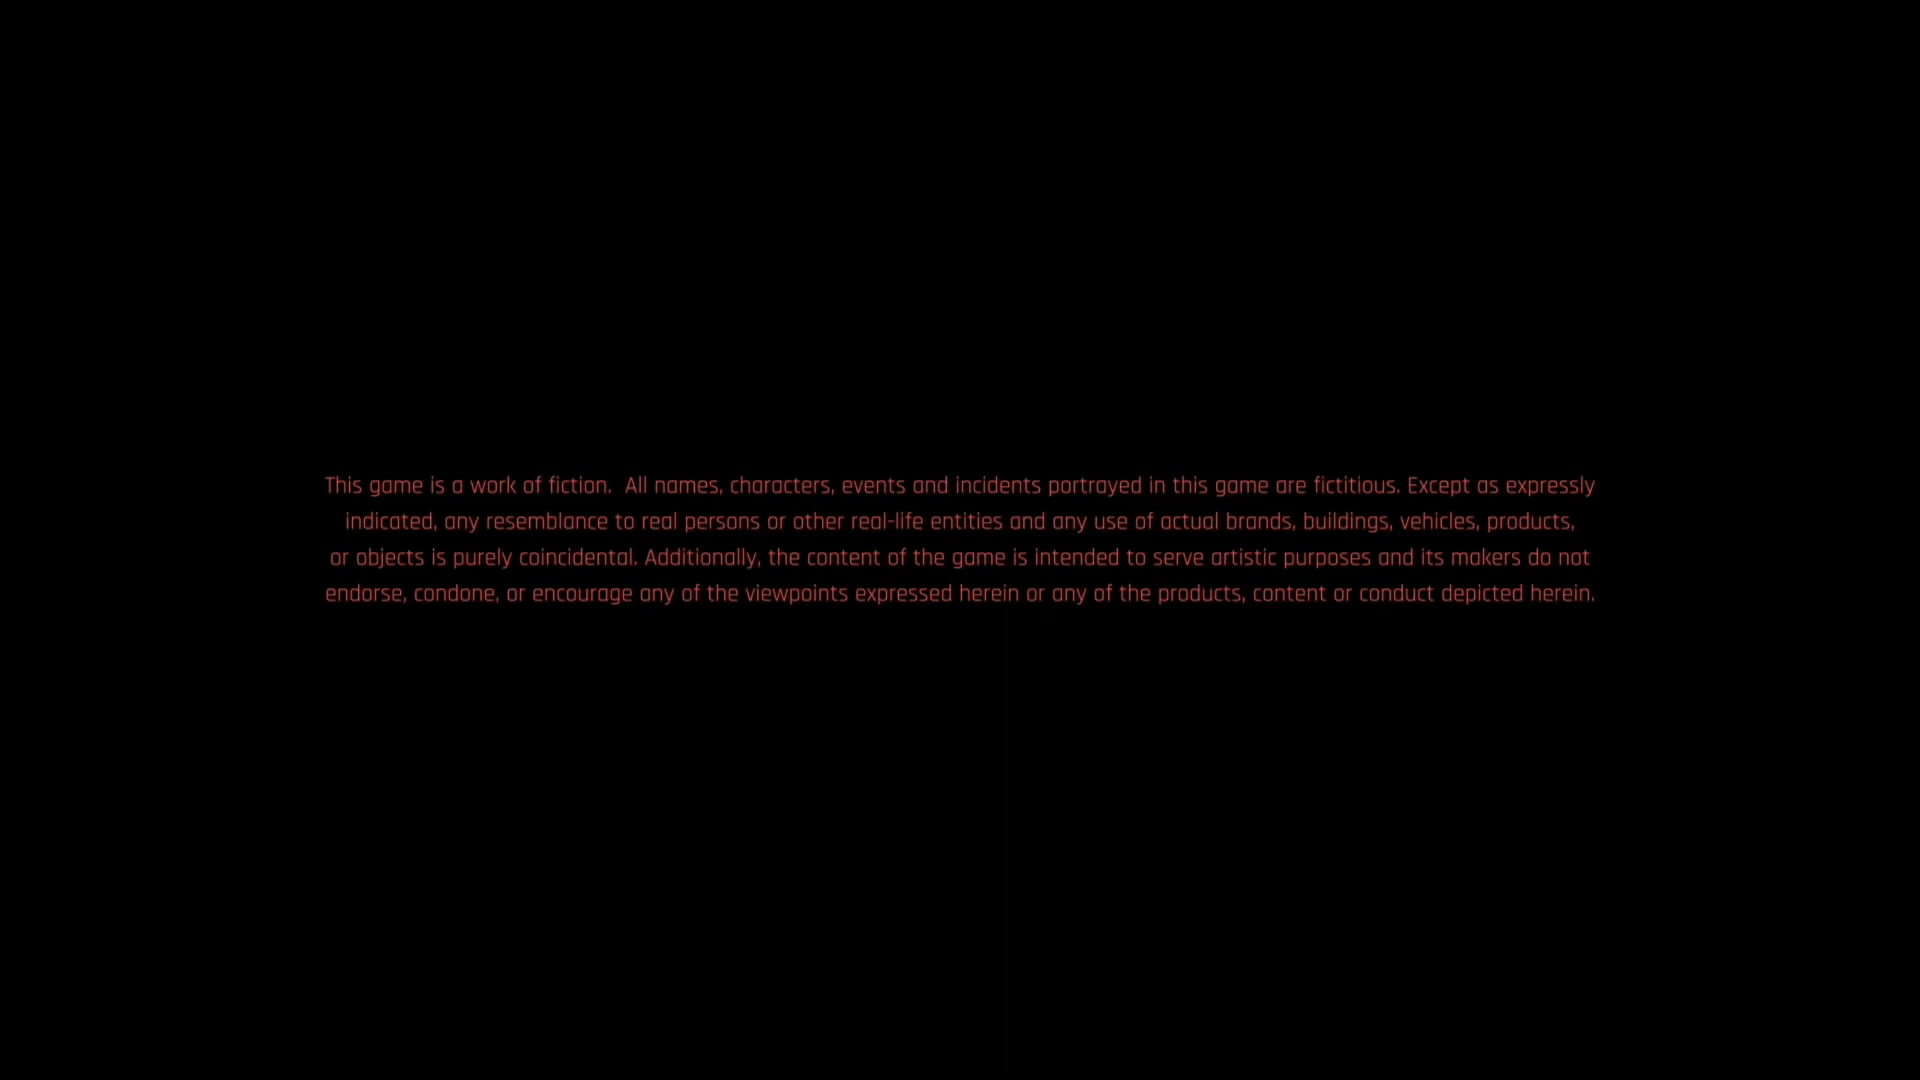 This game is a work of fiction.  All names, characters, events and incidents portrayed in this game are fictitious. Except as expressly
indicated, any resemblance to real persons or other real-life entities and any use of actual brands, buildings, vehicles, products,
or objects is purely coincidental. Additionally, the content of the game is intended to serve artistic purposes and its makers do not
endorse, condone, or encourage any of the viewpoints expressed herein or any of the products, content or conduct depicted herein.